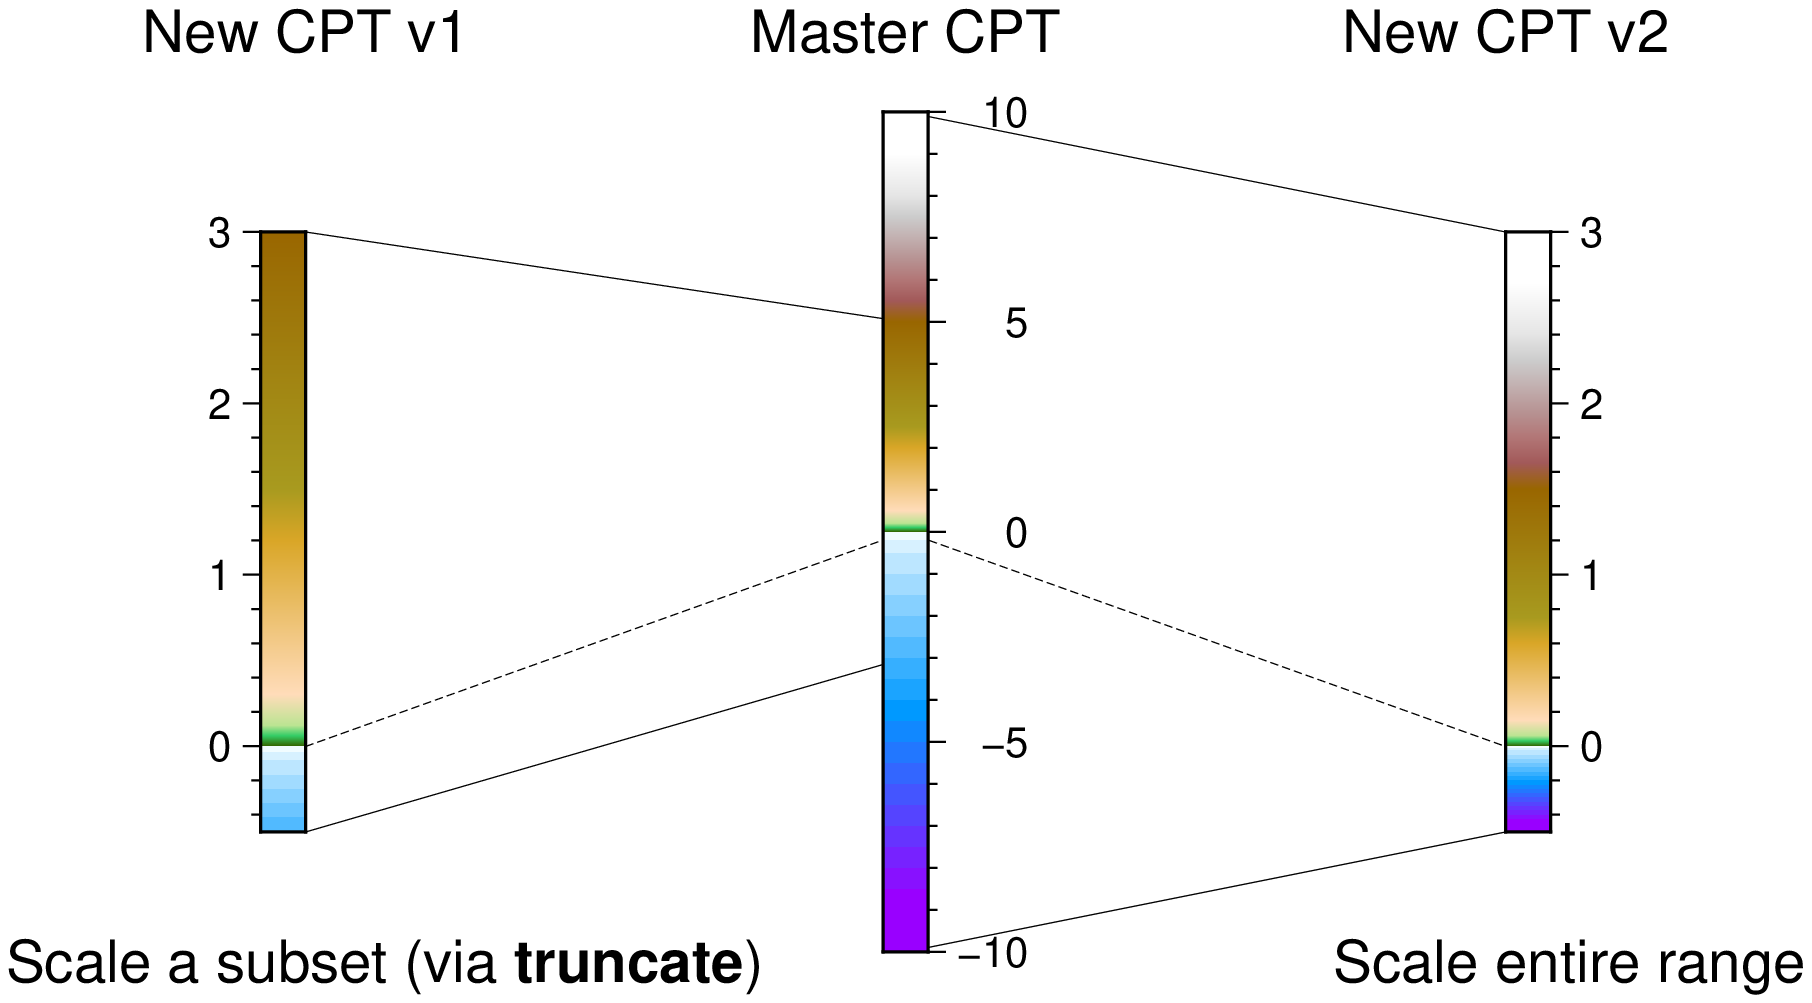 New CPT v1
Master CPT
New CPT v2
10
5
0
−5
−10
3
2
1
0
3
2
1
0
Scale a subset (via truncate)
Scale entire range